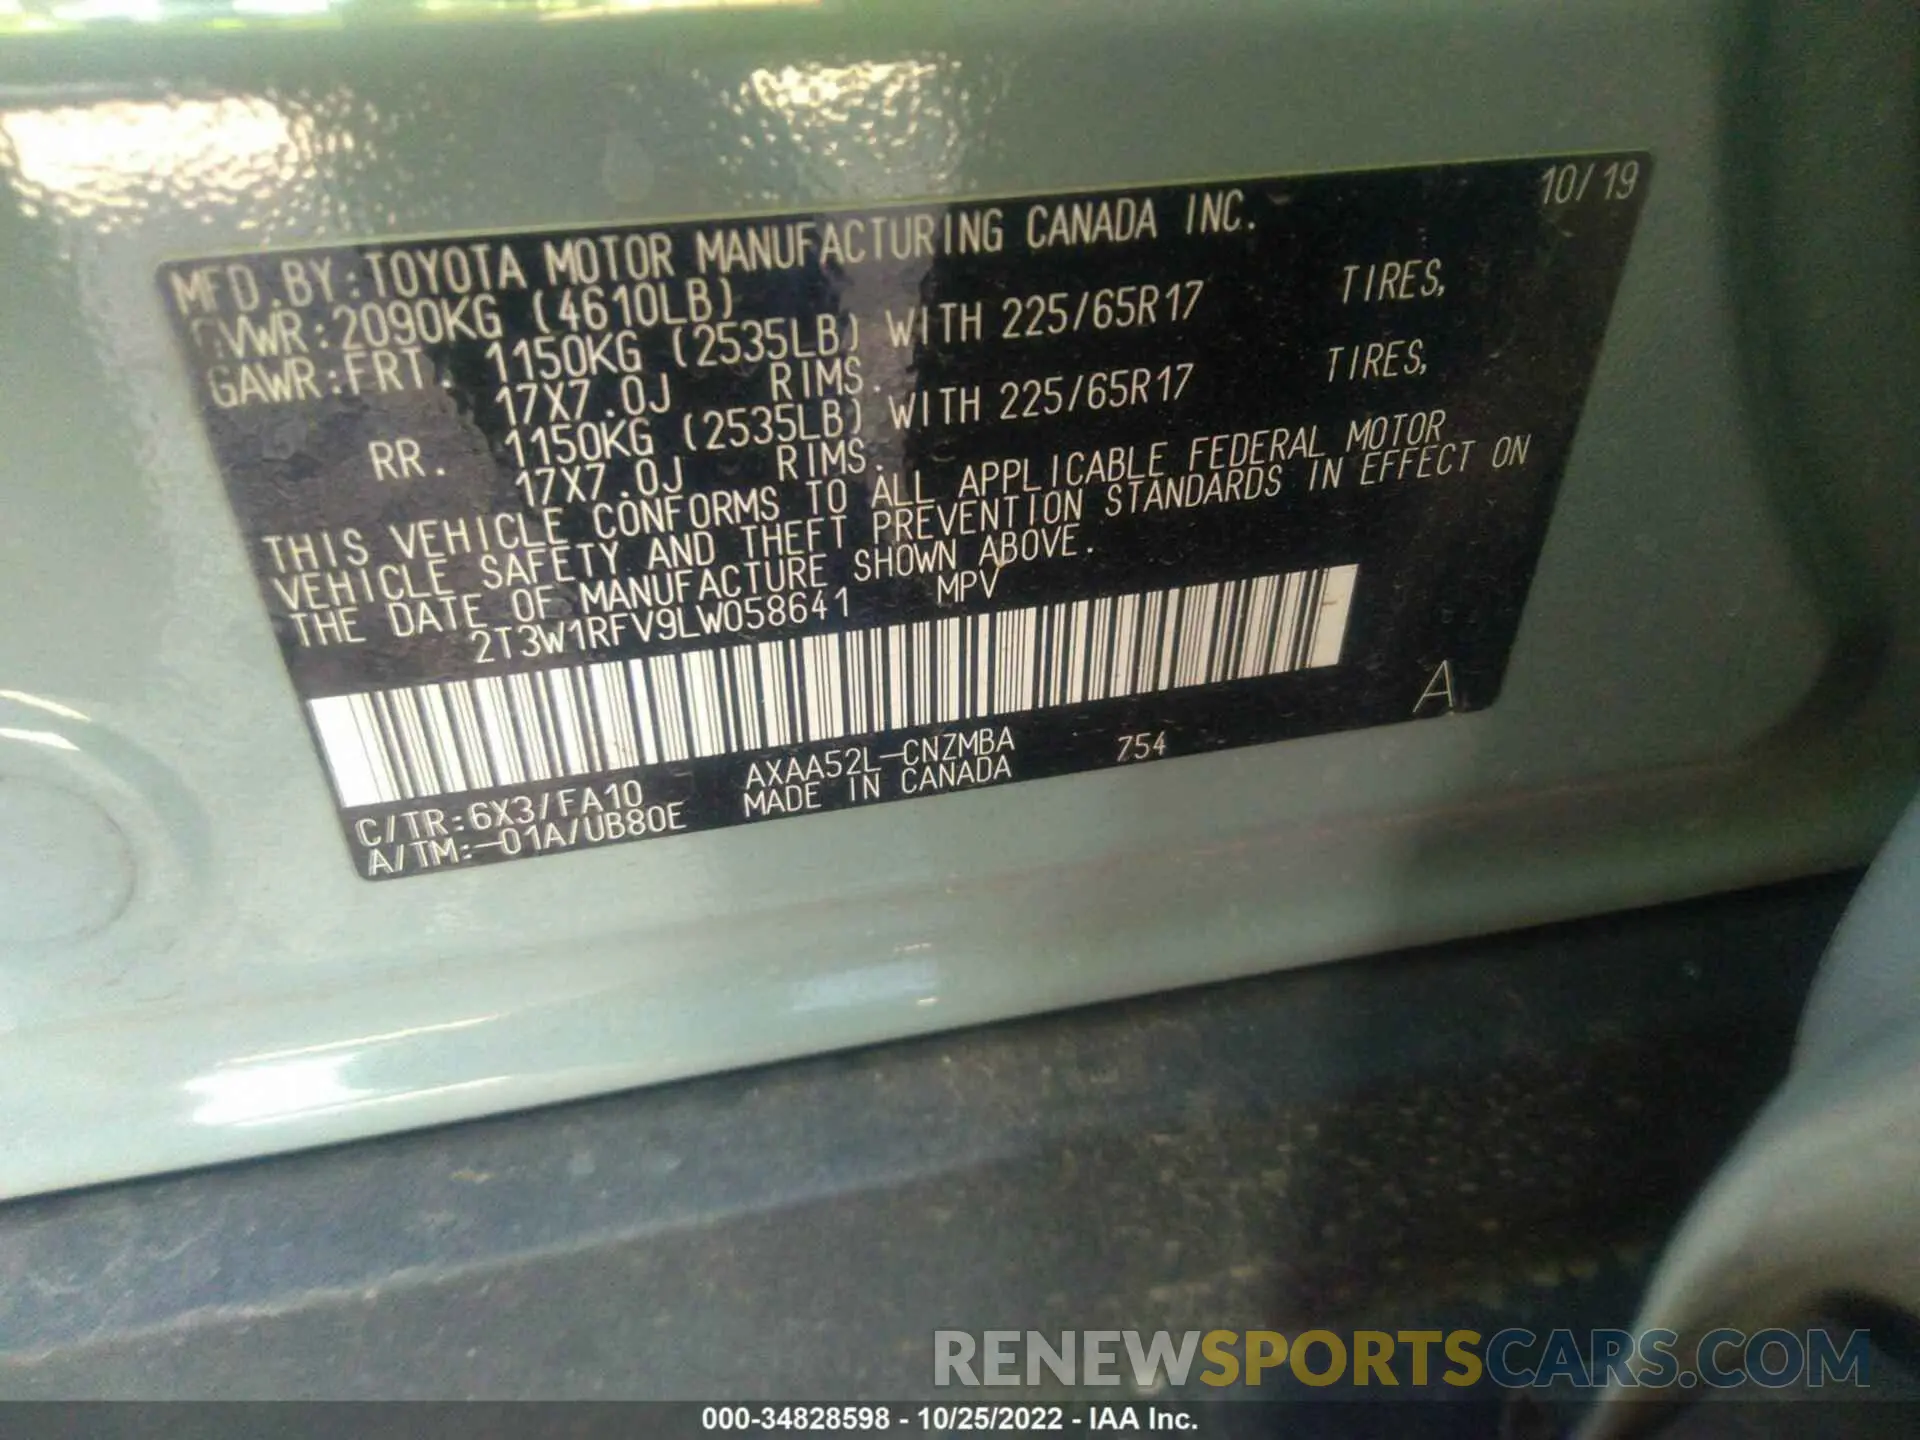 10/19
MFD.BY:TOYOTA MOTOR MANUFACTURING CANADA INC.
GVWR:2090KG (4610LB)
GAWR:FRT. 1150KG (2535LB) WITH 225/65R17 TIRES,
17X7.0J RIMS.
RR. 1150KG (2535LB) WITH 225/65R17 TIRES,
17X7.0J RIMS.
THIS VEHICLE CONFORMS TO ALL APPLICABLE FEDERAL MOTOR
VEHICLE SAFETY AND THEFT PREVENTION STANDARDS IN EFFECT ON
THE DATE OF MANUFACTURE SHOWN ABOVE.
2T3W1RFV9LW058641 MPV
A
C/TR:6X3/FA10 AXAA52L-CNZMBA 754
A/TM:-01A/UB80E MADE IN CANADA
RENEWSPORTSCARS.COM
000-34828598 - 10/25/2022 - IAA Inc.